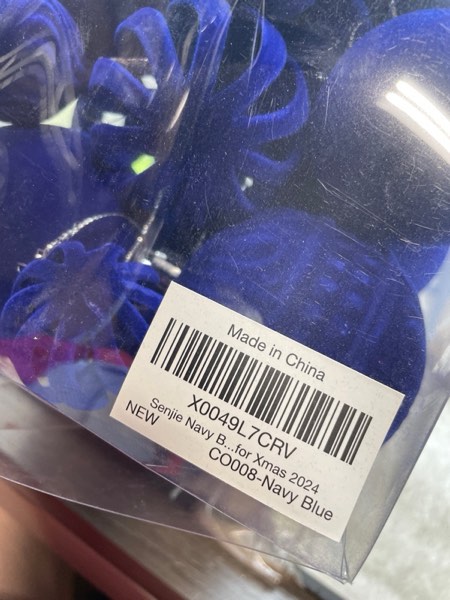 Made in China
X0049L7CRV
Senjie Navy B...for Xmas 2024
NEW
CO008-Navy Blue